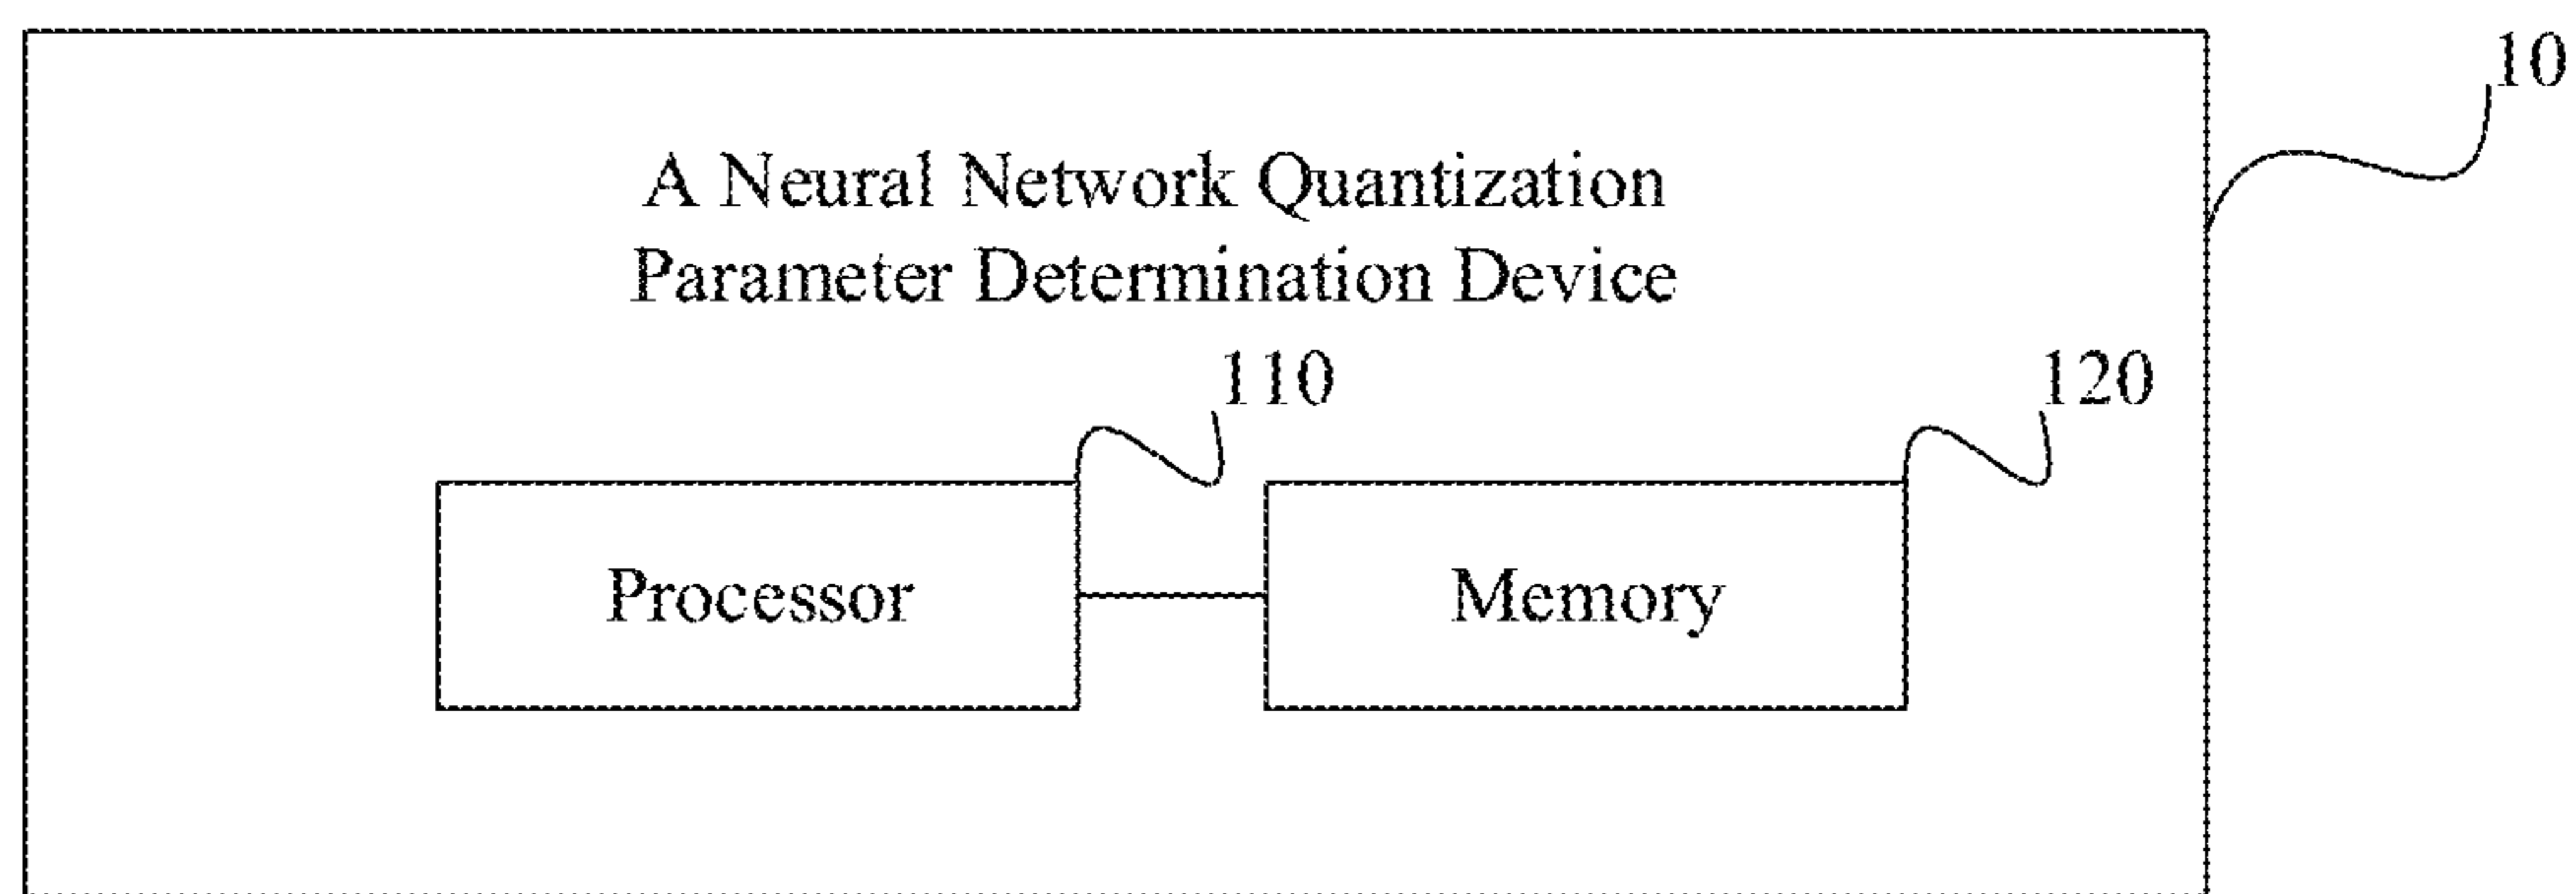 10
A Neural Network Quantization
Parameter Determination Device
110
120
Processor
Memory